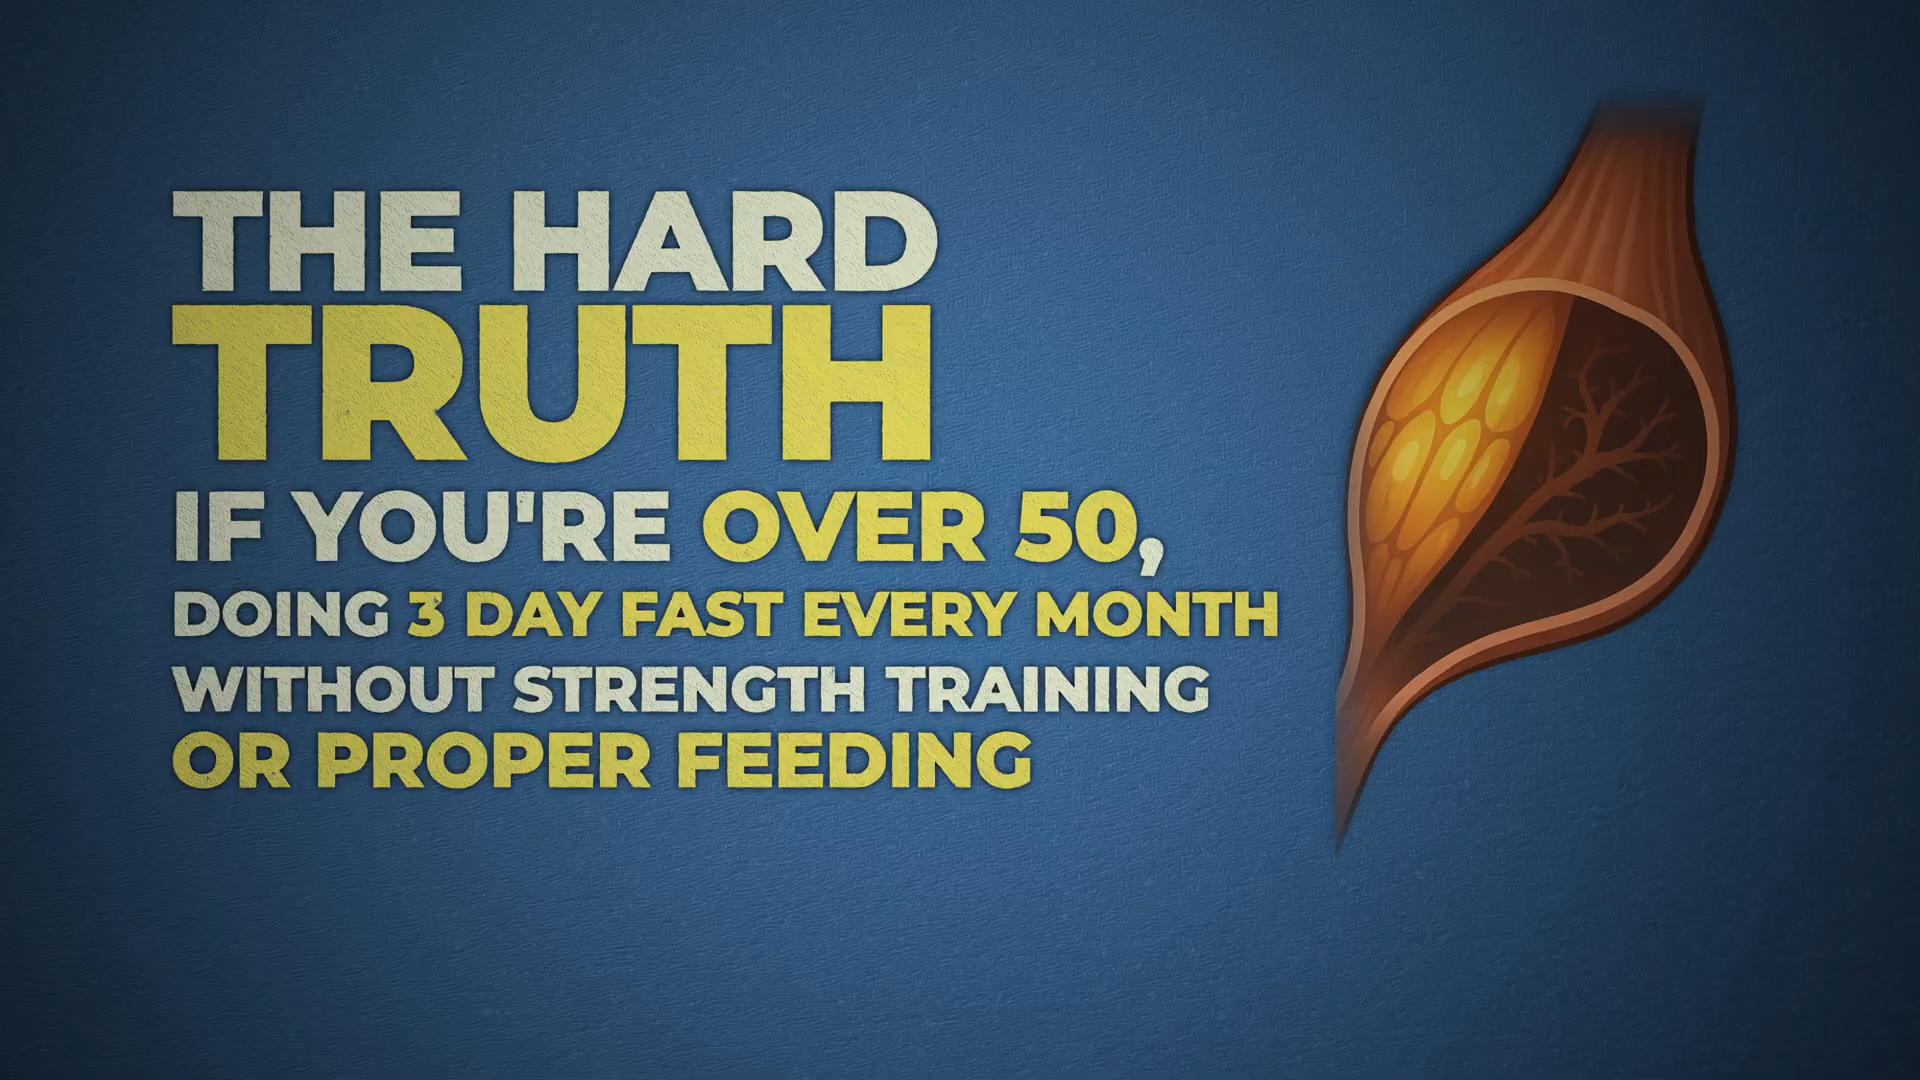 THE HARD
TRUTH
IF YOU'RE OVER 50,
DOING 3 DAY FAST EVERY MONTH
WITHOUT STRENGTH TRAINING
OR PROPER FEEDING